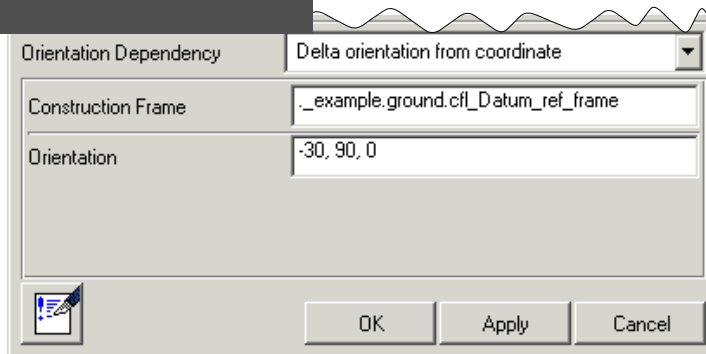 Orientation Dependency Delta orientation from coordinate
Construction Frame ._example.ground.cfl_Datum_ref_frame
Orientation -30, 90, 0
OK Apply Cancel